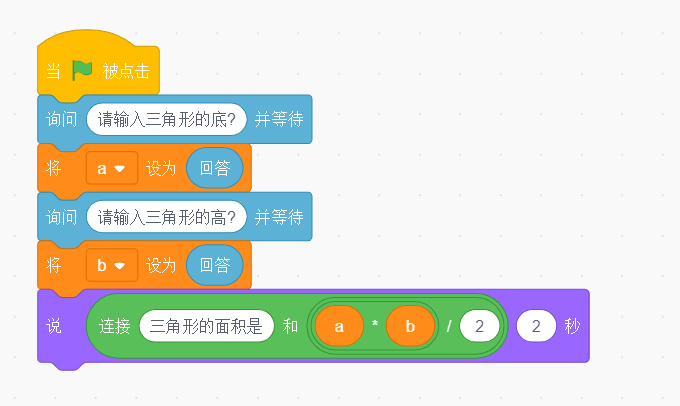 当 被点击
询问 请输入三角形的底? 并等待
将 a 设为 回答
询问 请输入三角形的高? 并等待
将 b 设为 回答
说 连接 三角形的面积是 和 a * b / 2 2 秒